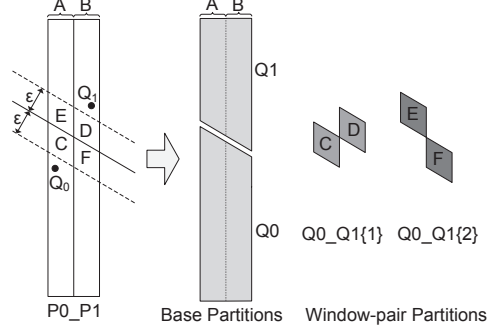 A B
A B
Q1
Q1
ε
E
E
D
D
ε
C
C
F
F
Q0
Q0
Q0_Q1{1} Q0_Q1{2}
P0_P1
Base Partitions Window-pair Partitions